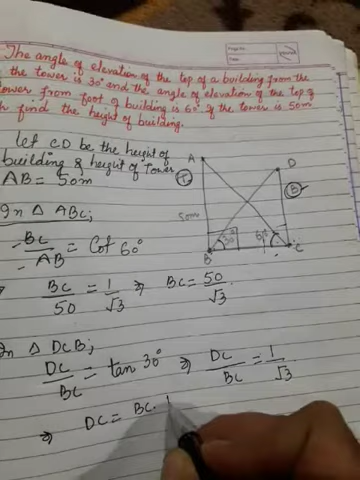 The angle of elevation of the top of a building from the
the tower is 30° and the angle of elevation of the top of
tower from foot of building is 60° If the tower is 50m
find the height of building.
let CD be the height of
building & height of Tower
AB = 50m
A
D
T
B
50m
30°
60°
B
C
In Δ ABC;
BC/AB = Cot 60°
BC/50 = 1/√3 ⇒ BC = 50/√3
In Δ DCB;
DC/BC = tan 30° ⇒ DC/BC = 1/√3
⇒ DC = BC.